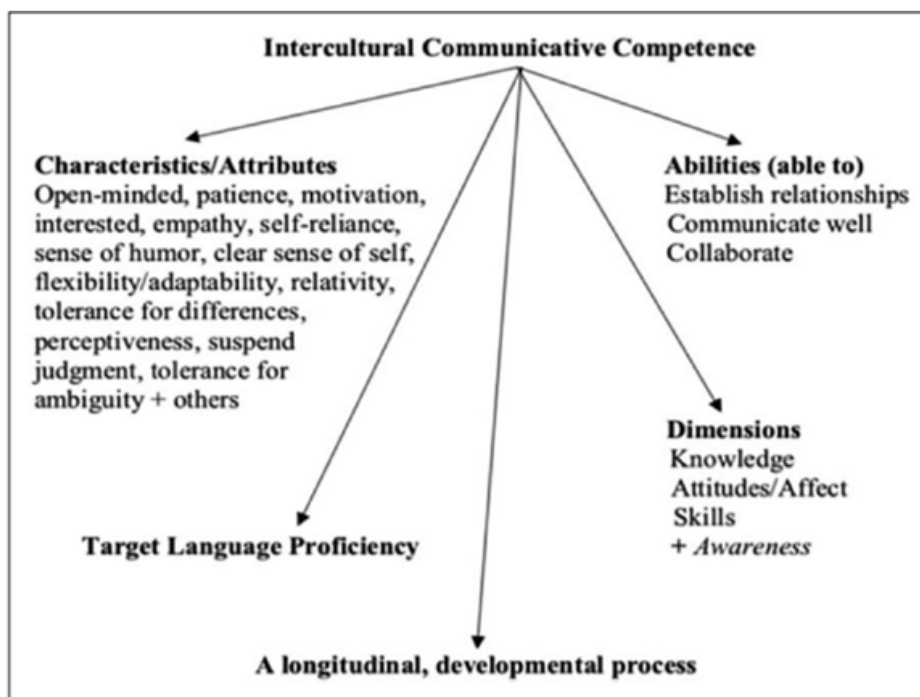 Intercultural Communicative Competence
Characteristics/Attributes
Open-minded, patience, motivation,
interested, empathy, self-reliance,
sense of humor, clear sense of self,
flexibility/adaptability, relativity,
tolerance for differences,
perceptiveness, suspend
judgment, tolerance for
ambiguity + others
Abilities (able to)
Establish relationships
Communicate well
Collaborate
Dimensions
Knowledge
Attitudes/Affect
Skills
+ Awareness
Target Language Proficiency
A longitudinal, developmental process